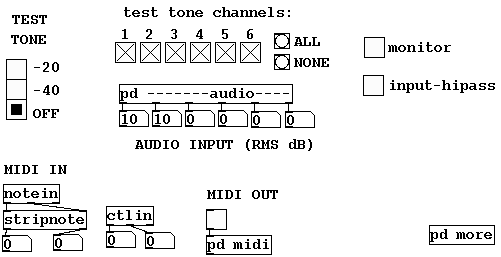 TEST
TONE
-20
-40
OFF
test tone channels:
1 2 3 4 5 6
ALL
NONE
monitor
input-hipass
pd -------audio-----
10 10 0 0 0 0
AUDIO INPUT (RMS dB)
MIDI IN
notein
stripnote
0 0
ctlin
0 0
MIDI OUT
pd midi
pd more